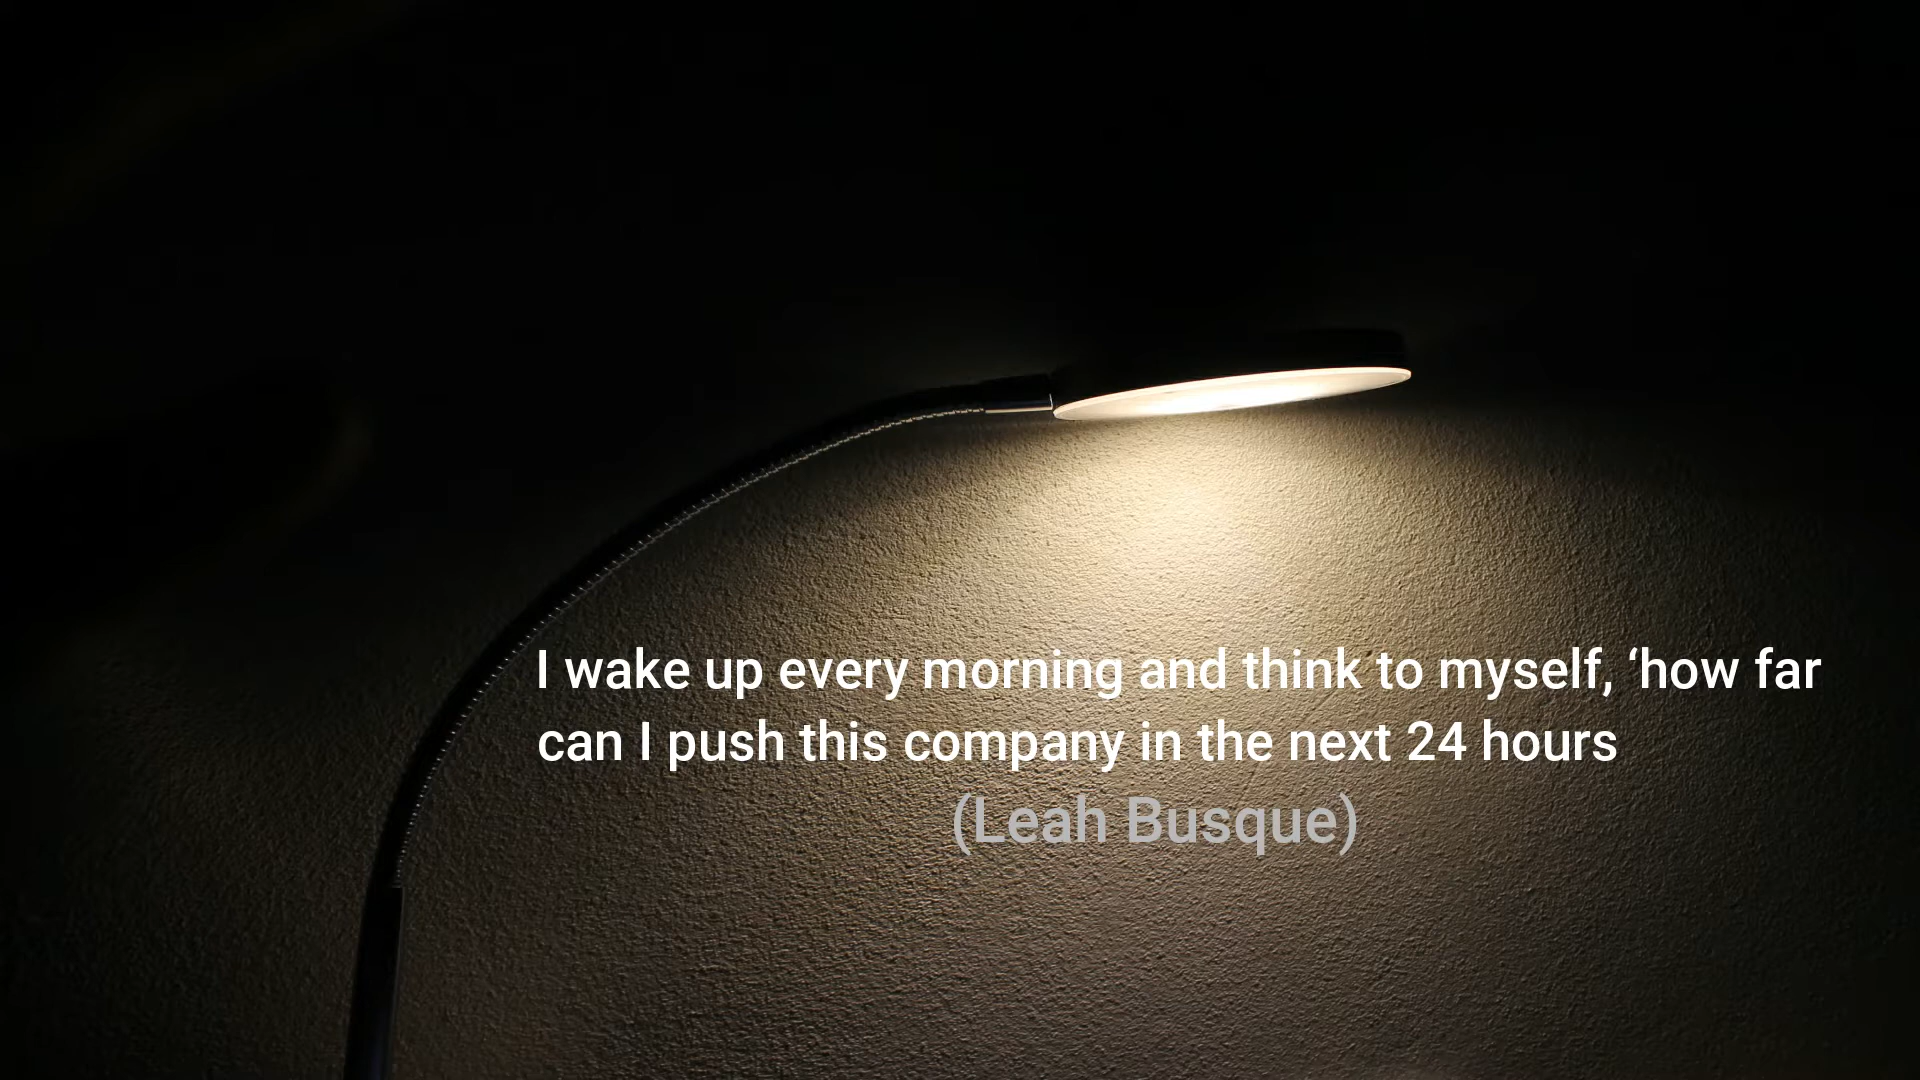 I wake up every morning and think to myself, ‘how far
can I push this company in the next 24 hours
(Leah Busque)